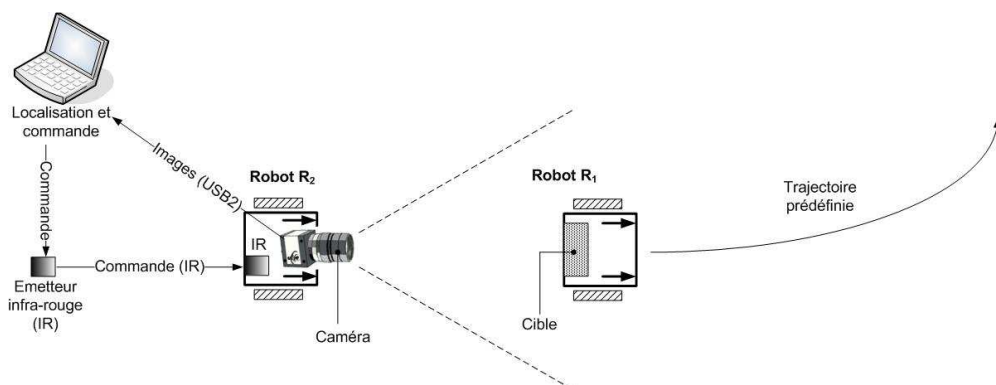 Localisation et
commande
Commande
Emetteur
infra-rouge
(IR)
Commande (IR)
Images (USB2)
Robot R₂
IR
Caméra
Robot R₁
Cible
Trajectoire
prédéfinie